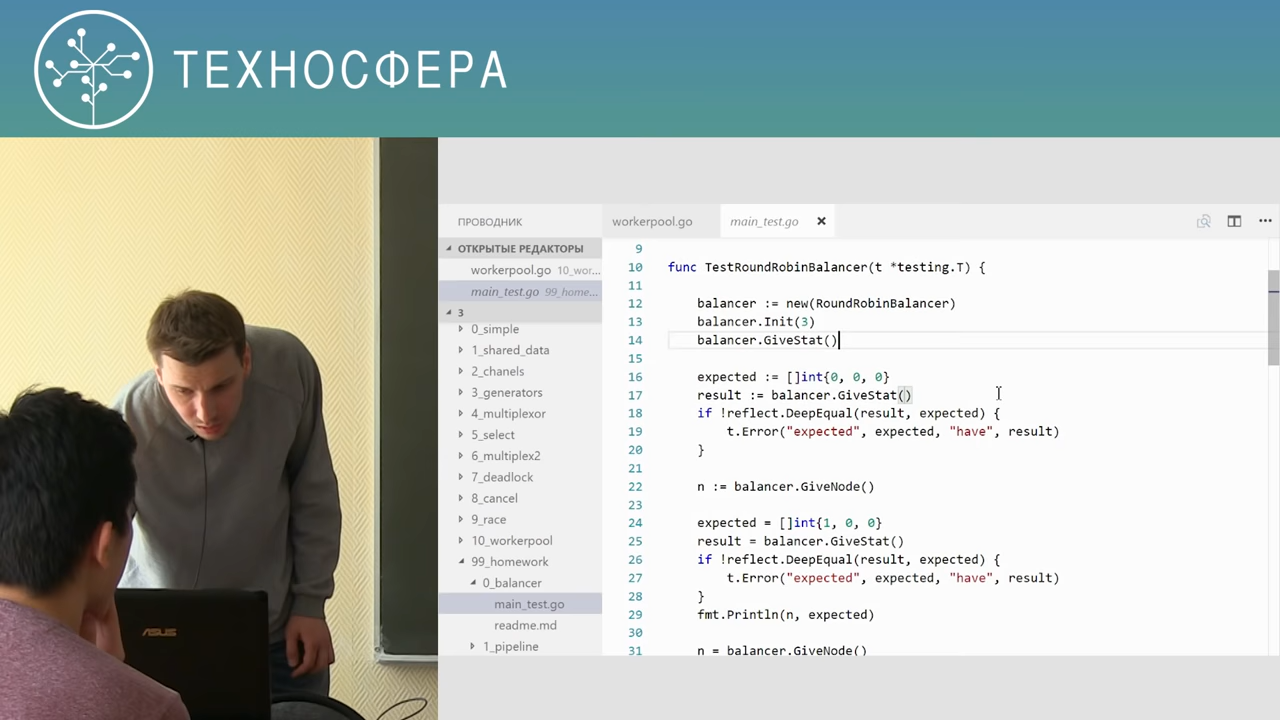 ТЕХНОСФЕРА
ПРОВОДНИК
workerpool.go
main_test.go
ОТКРЫТЫЕ РЕДАКТОРЫ
workerpool.go 10_wor...
main_test.go 99_home...
3
0_simple
1_shared_data
2_chanels
3_generators
4_multiplexor
5_select
6_multiplex2
7_deadlock
8_cancel
9_race
10_workerpool
99_homework
0_balancer
main_test.go
readme.md
1_pipeline
9
10 func TestRoundRobinBalancer(t *testing.T) {
11
12 balancer := new(RoundRobinBalancer)
13 balancer.Init(3)
14 balancer.GiveStat()
15
16 expected := []int{0, 0, 0}
17 result := balancer.GiveStat()
18 if !reflect.DeepEqual(result, expected) {
19 t.Error("expected", expected, "have", result)
20 }
21
22 n := balancer.GiveNode()
23
24 expected = []int{1, 0, 0}
25 result = balancer.GiveStat()
26 if !reflect.DeepEqual(result, expected) {
27 t.Error("expected", expected, "have", result)
28 }
29 fmt.Println(n, expected)
30
31 n = balancer.GiveNode()
ASUS